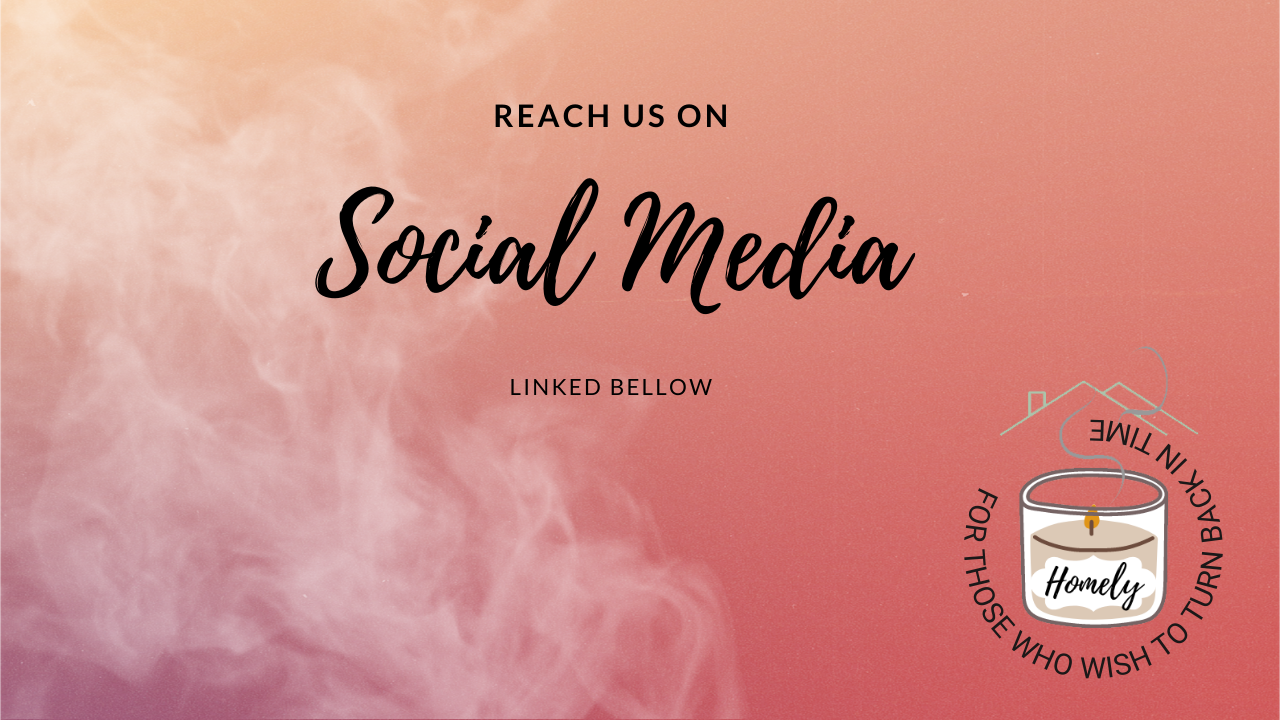 REACH US ON
Social Media
LINKED BELLOW
FOR THOSE WHO WISH TO TURN BACK IN TIME
Homely